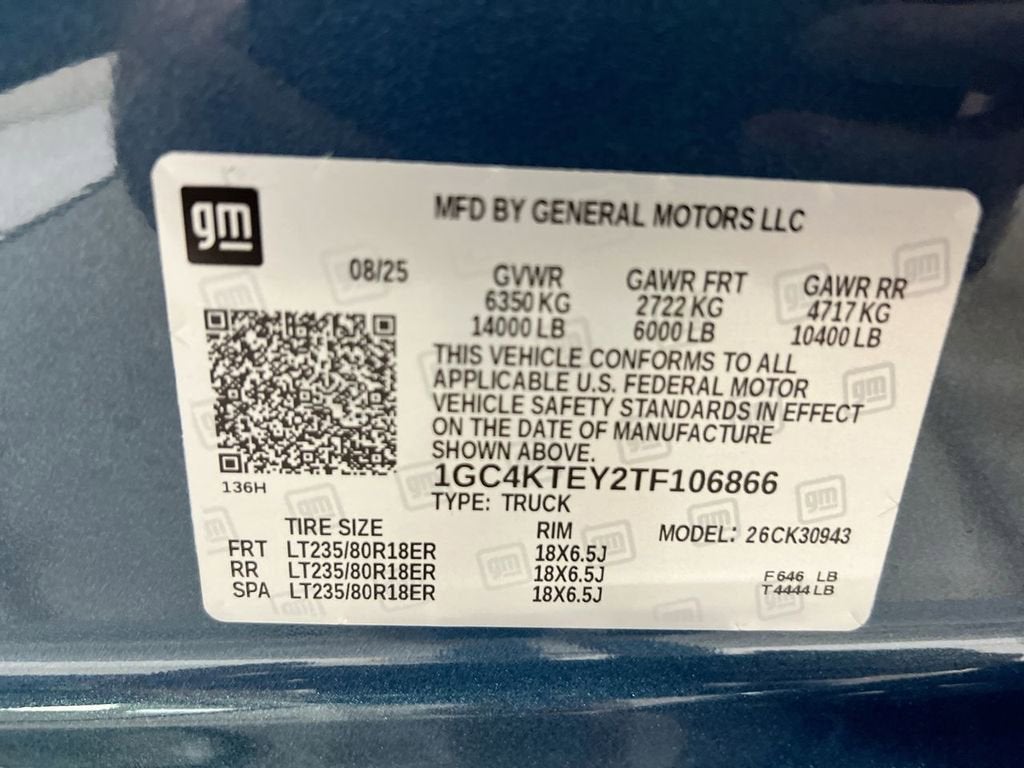 gm
MFD BY GENERAL MOTORS LLC
08/25 GVWR GAWR FRT GAWR RR
6350 KG 2722 KG 4717 KG
14000 LB 6000 LB 10400 LB
THIS VEHICLE CONFORMS TO ALL
APPLICABLE U.S. FEDERAL MOTOR
VEHICLE SAFETY STANDARDS IN EFFECT
ON THE DATE OF MANUFACTURE
SHOWN ABOVE.
136H
1GC4KTEY2TF106866
TYPE: TRUCK
TIRE SIZE RIM MODEL: 26CK30943
FRT LT235/80R18ER 18X6.5J
RR LT235/80R18ER 18X6.5J F646 LB
SPA LT235/80R18ER 18X6.5J T4444 LB